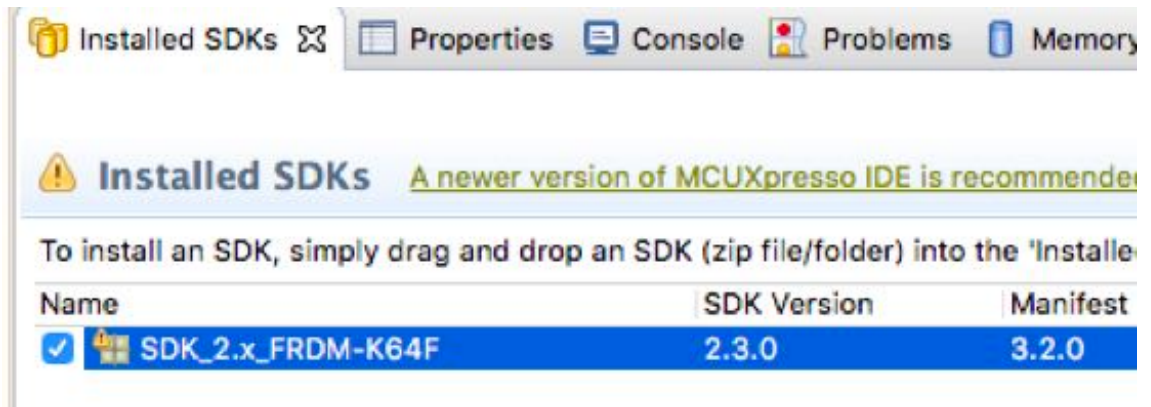 Installed SDKs Properties Console Problems Memory
Installed SDKs A newer version of MCUXpresso IDE is recommended
To install an SDK, simply drag and drop an SDK (zip file/folder) into the 'Installe
Name SDK Version Manifest
SDK_2.x_FRDM-K64F 2.3.0 3.2.0